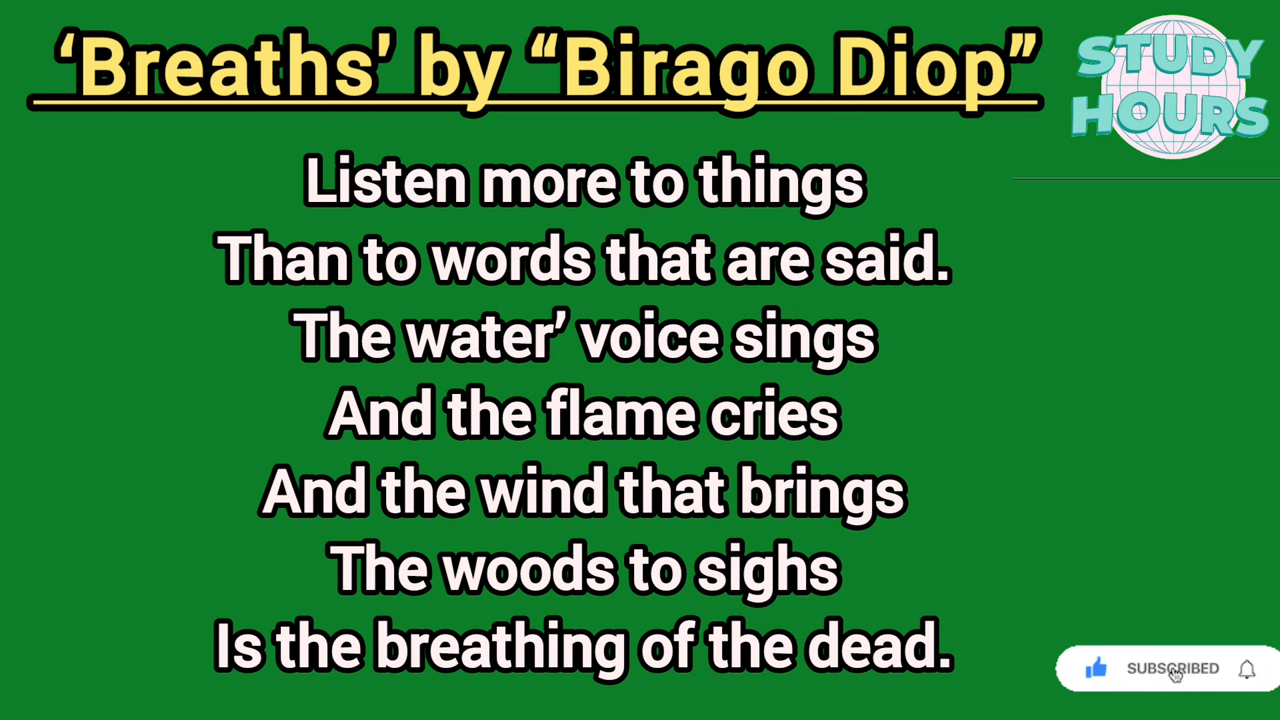 ‘Breaths’ by “Birago Diop”
STUDY
HOURS
Listen more to things
Than to words that are said.
The water’ voice sings
And the flame cries
And the wind that brings
The woods to sighs
Is the breathing of the dead.
SUBSCRIBED